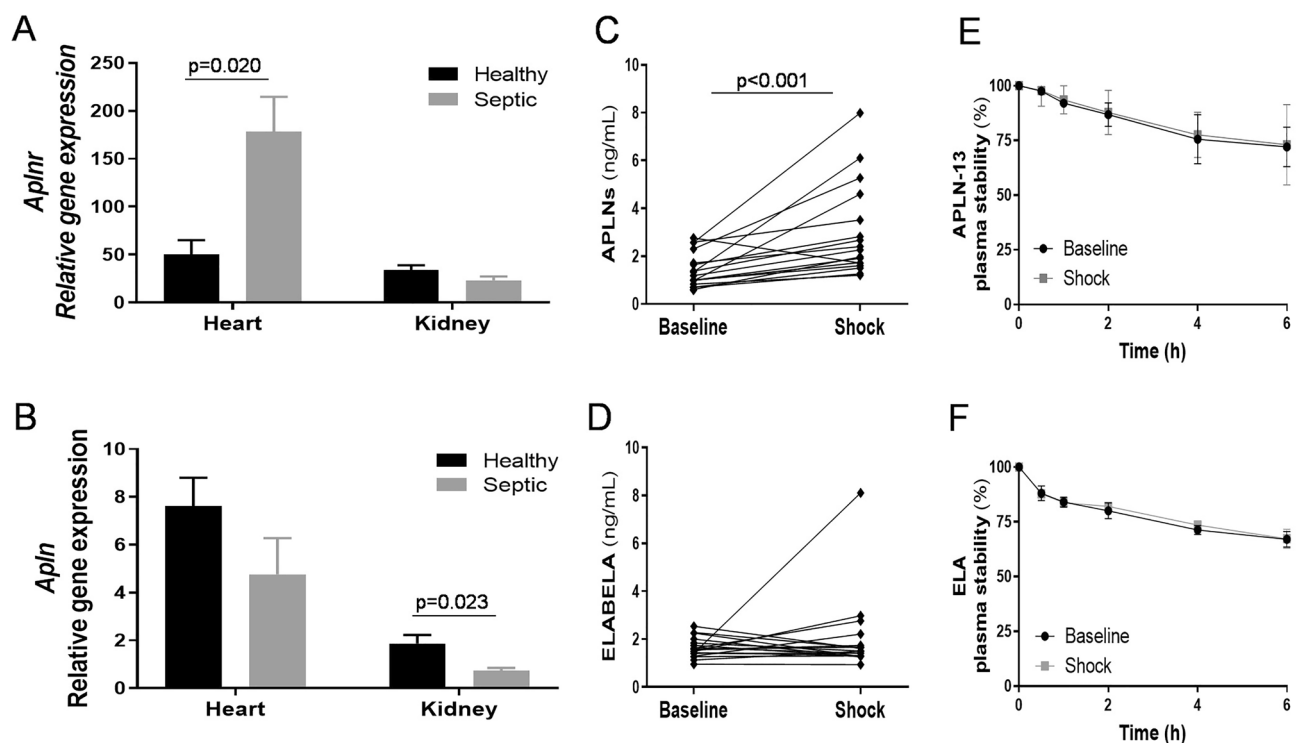 A
Aplnr
Relative gene expression
250
200
150
100
50
0
p=0.020
Healthy
Septic
Heart
Kidney
B
Apln
Relative gene expression
10
8
6
4
2
0
Healthy
Septic
p=0.023
Heart
Kidney
C
APLNs (ng/mL)
10
8
6
4
2
0
p<0.001
Baseline
Shock
D
ELABELA (ng/mL)
10
8
6
4
2
0
Baseline
Shock
E
APLN-13
plasma stability (%)
100
75
50
25
0
Baseline
Shock
0
2
4
6
Time (h)
F
ELA
plasma stability (%)
100
75
50
25
0
Baseline
Shock
0
2
4
6
Time (h)